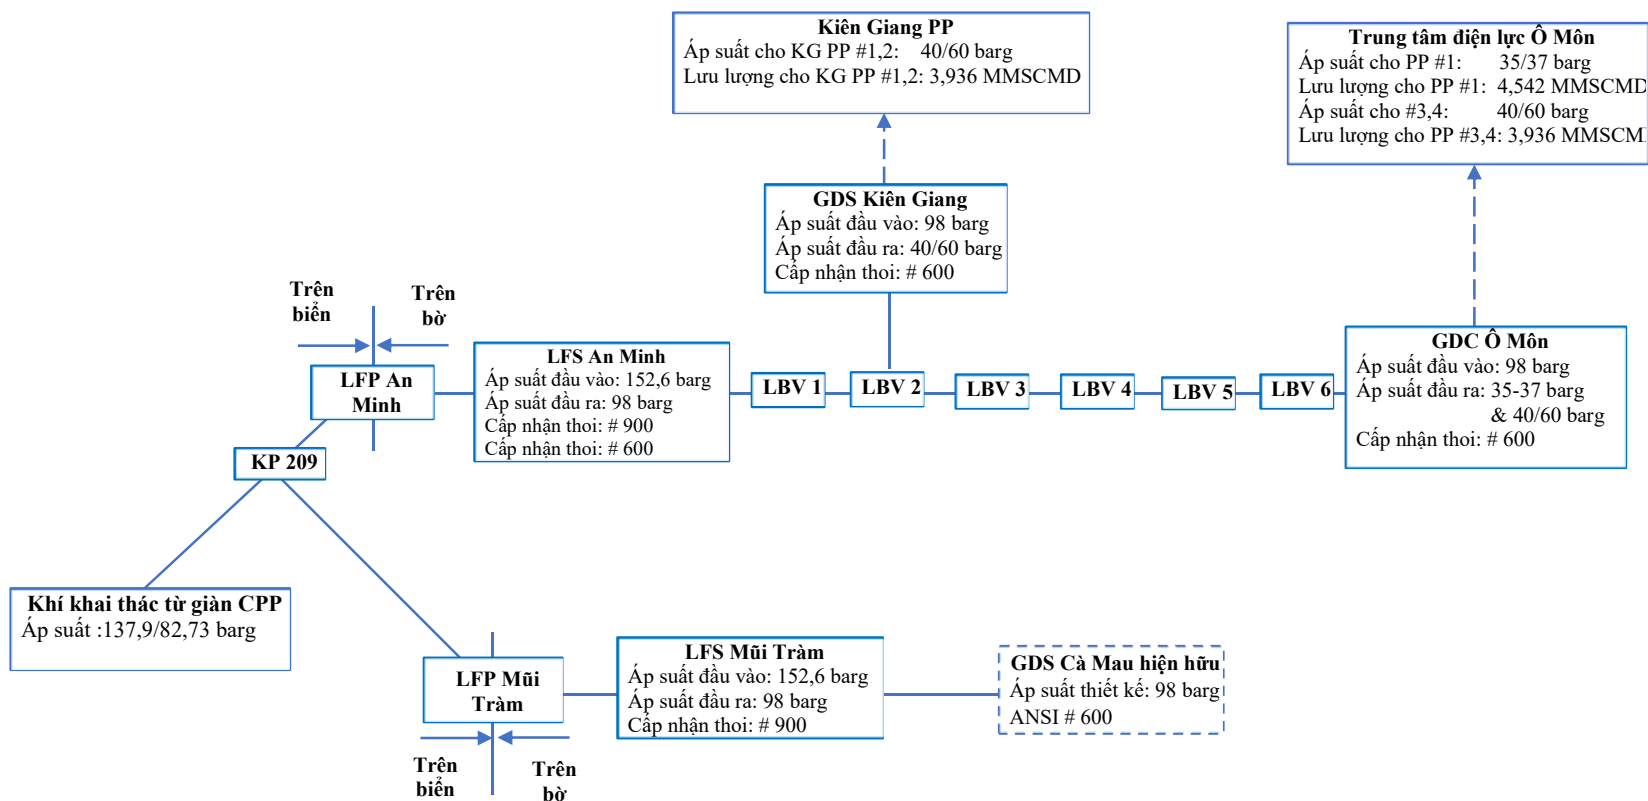 Kiên Giang PP
Áp suất cho KG PP #1,2: 40/60 barg
Lưu lượng cho KG PP #1,2: 3,936 MMSCMD
Trung tâm điện lực Ô Môn
Áp suất cho PP #1: 35/37 barg
Lưu lượng cho PP #1: 4,542 MMSCMD
Áp suất cho #3,4: 40/60 barg
Lưu lượng cho PP #3,4: 3,936 MMSCM
GDS Kiên Giang
Áp suất đầu vào: 98 barg
Áp suất đầu ra: 40/60 barg
Cấp nhận thoi: # 600
Trên
biển
Trên
bờ
LFP An
Minh
LFS An Minh
Áp suất đầu vào: 152,6 barg
Áp suất đầu ra: 98 barg
Cấp nhận thoi: # 900
Cấp nhận thoi: # 600
LBV 1
LBV 2
LBV 3
LBV 4
LBV 5
LBV 6
GDC Ô Môn
Áp suất đầu vào: 98 barg
Áp suất đầu ra: 35-37 barg
& 40/60 barg
Cấp nhận thoi: # 600
KP 209
Khí khai thác từ giàn CPP
Áp suất :137,9/82,73 barg
LFP Mũi
Tràm
LFS Mũi Tràm
Áp suất đầu vào: 152,6 barg
Áp suất đầu ra: 98 barg
Cấp nhận thoi: # 900
GDS Cà Mau hiện hữu
Áp suất thiết kế: 98 barg
ANSI # 600
Trên
biển
Trên
bờ